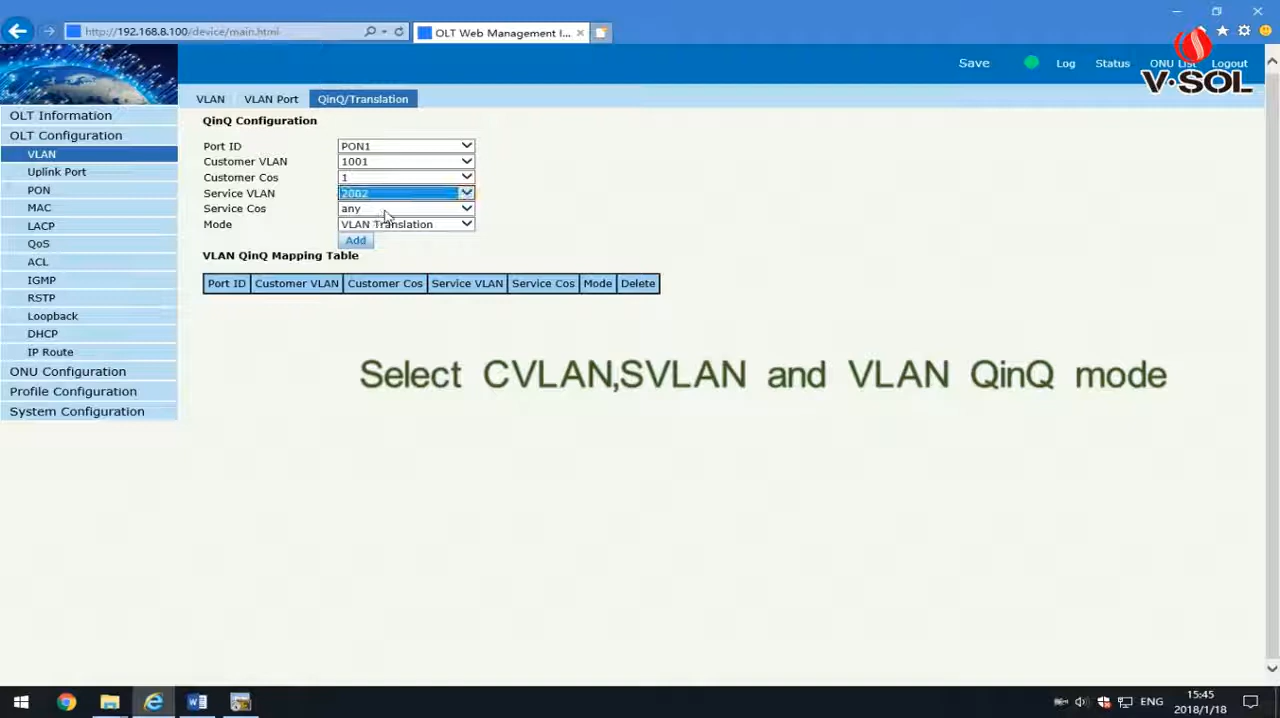 http://192.168.8.100/device/main.html
OLT Web Management I...
V·SOL
Save Log Status ONU List Logout
OLT Information
OLT Configuration
VLAN
Uplink Port
PON
MAC
LACP
QoS
ACL
IGMP
RSTP
Loopback
DHCP
IP Route
ONU Configuration
Profile Configuration
System Configuration
VLAN VLAN Port QinQ/Translation
QinQ Configuration
Port ID PON1
Customer VLAN 1001
Customer Cos 1
Service VLAN 2002
Service Cos any
Mode VLAN Translation
Add
VLAN QinQ Mapping Table
Port ID Customer VLAN Customer Cos Service VLAN Service Cos Mode Delete
Select CVLAN,SVLAN and VLAN QinQ mode
ENG
15:45
2018/1/18